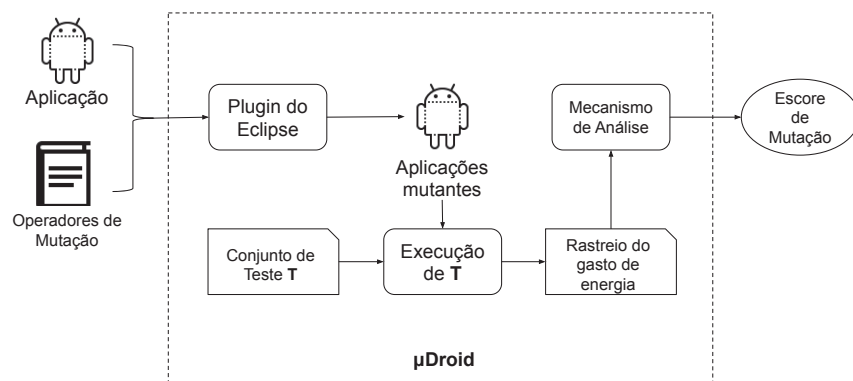 Aplicação
Operadores de
Mutação
Plugin do
Eclipse
Aplicações
mutantes
Mecanismo
de Análise
Escore
de
Mutação
Conjunto de
Teste T
Execução
de T
Rastreio do
gasto de
energia
µDroid